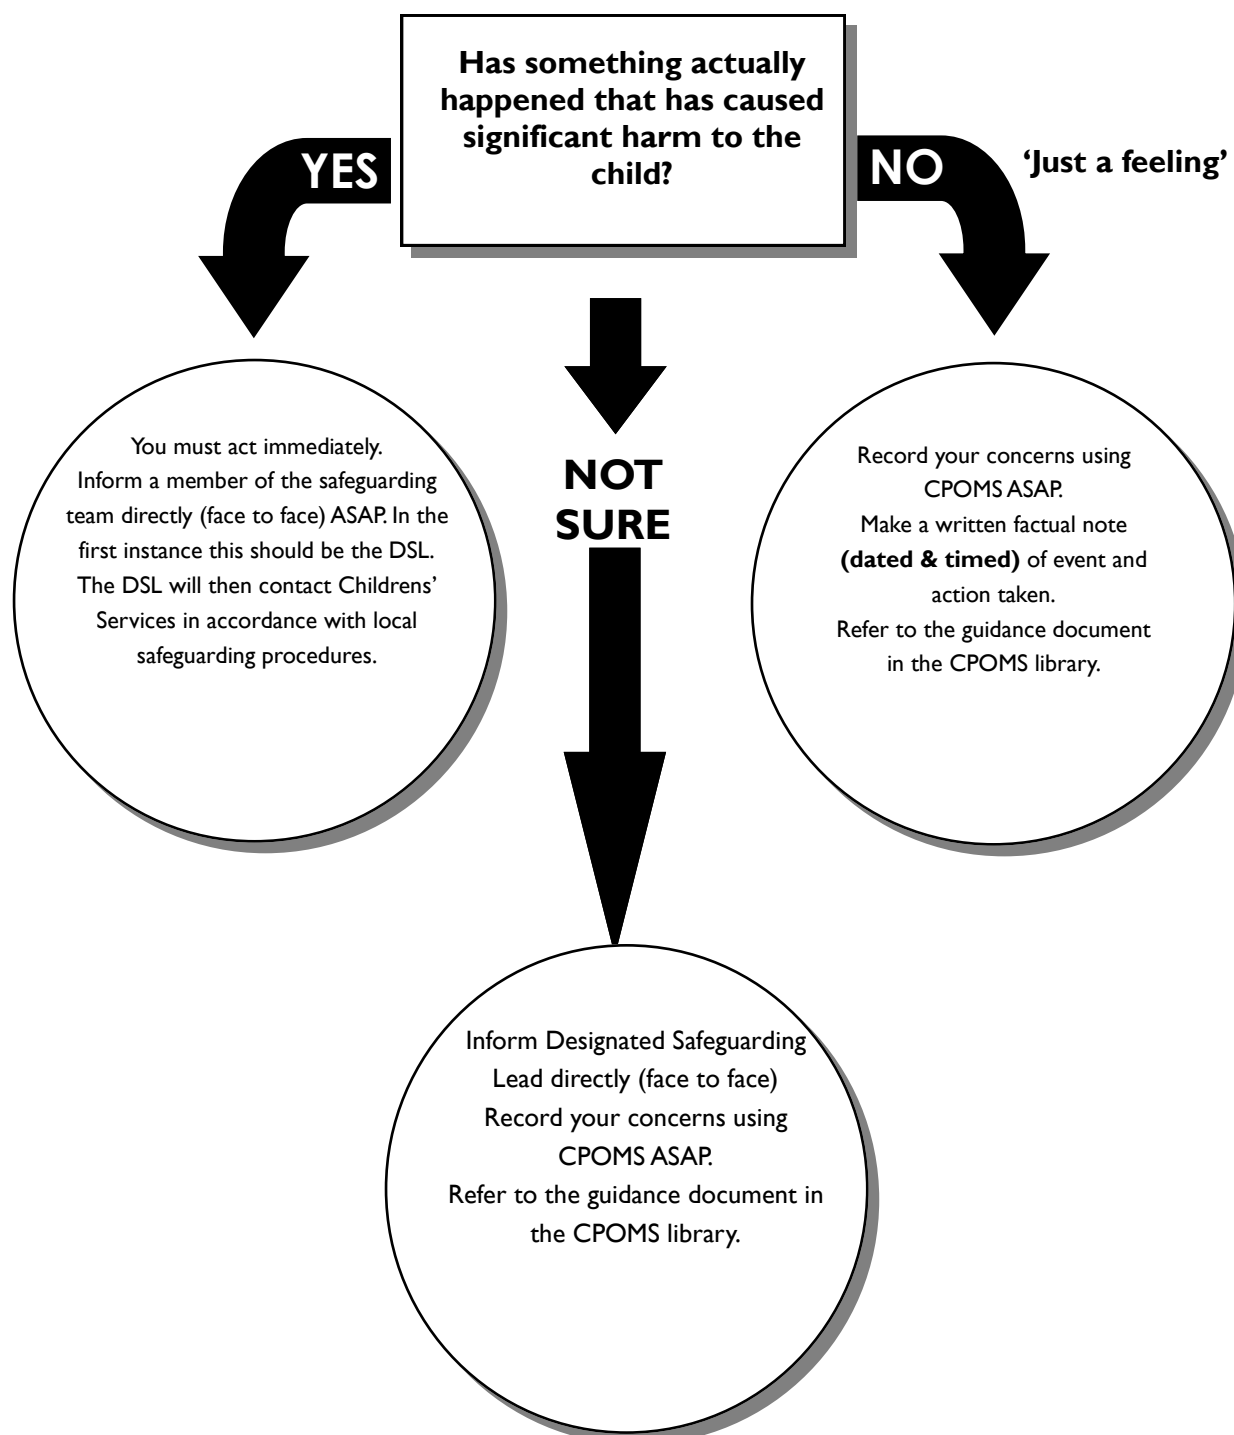 Has something actually
happened that has caused
significant harm to the
child?
YES
NO
‘Just a feeling’
NOT
SURE
You must act immediately.
Inform a member of the safeguarding
team directly (face to face) ASAP. In the
first instance this should be the DSL.
The DSL will then contact Childrens’
Services in accordance with local
safeguarding procedures.
Record your concerns using
CPOMS ASAP.
Make a written factual note
(dated & timed) of event and
action taken.
Refer to the guidance document
in the CPOMS library.
Inform Designated Safeguarding
Lead directly (face to face)
Record your concerns using
CPOMS ASAP.
Refer to the guidance document in
the CPOMS library.